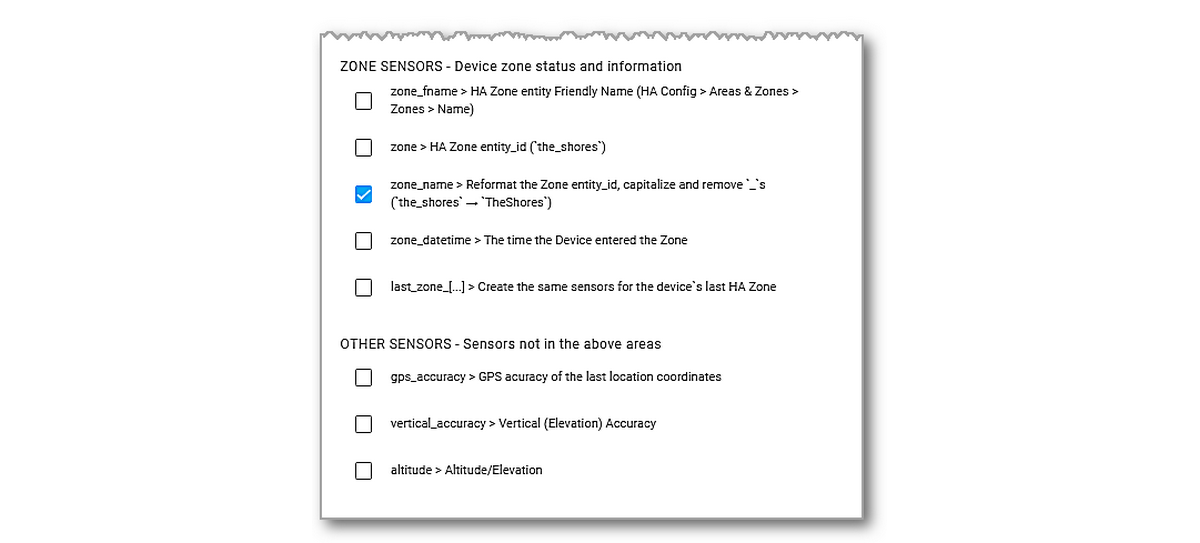 ZONE SENSORS - Device zone status and information
zone_fname > HA Zone entity Friendly Name (HA Config > Areas & Zones >
Zones > Name)
zone > HA Zone entity_id (`the_shores`)
zone_name > Reformat the Zone entity_id, capitalize and remove `_`s
(`the_shores` → `TheShores`)
zone_datetime > The time the Device entered the Zone
last_zone_[...] > Create the same sensors for the device`s last HA Zone
OTHER SENSORS - Sensors not in the above areas
gps_accuracy > GPS acuracy of the last location coordinates
vertical_accuracy > Vertical (Elevation) Accuracy
altitude > Altitude/Elevation